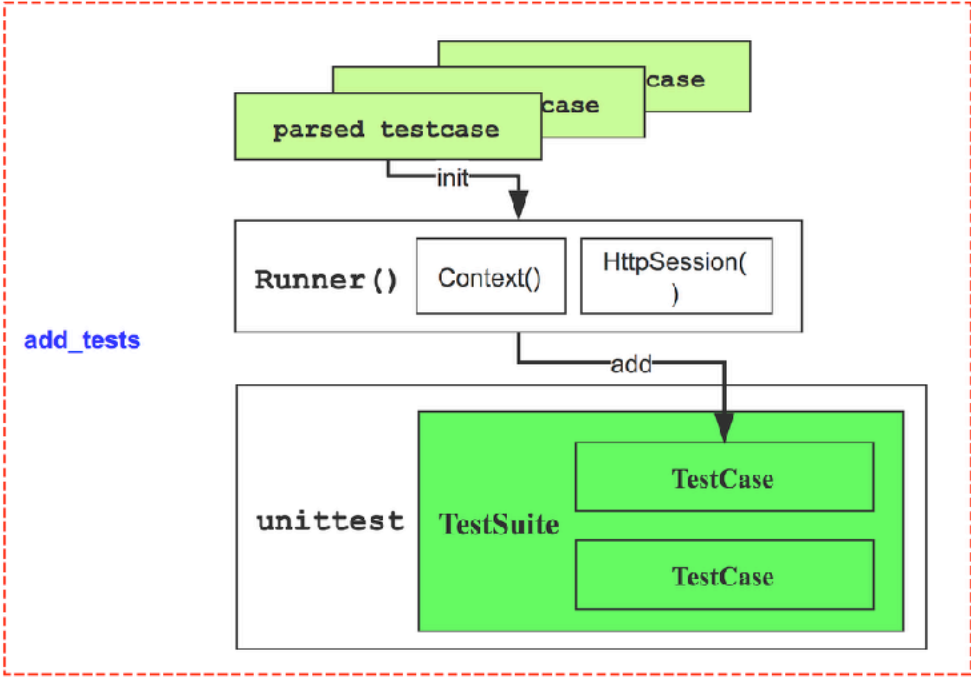 case
case
parsed testcase
init
Runner()
Context()
HttpSession(
)
add_tests
add
unittest
TestSuite
TestCase
TestCase